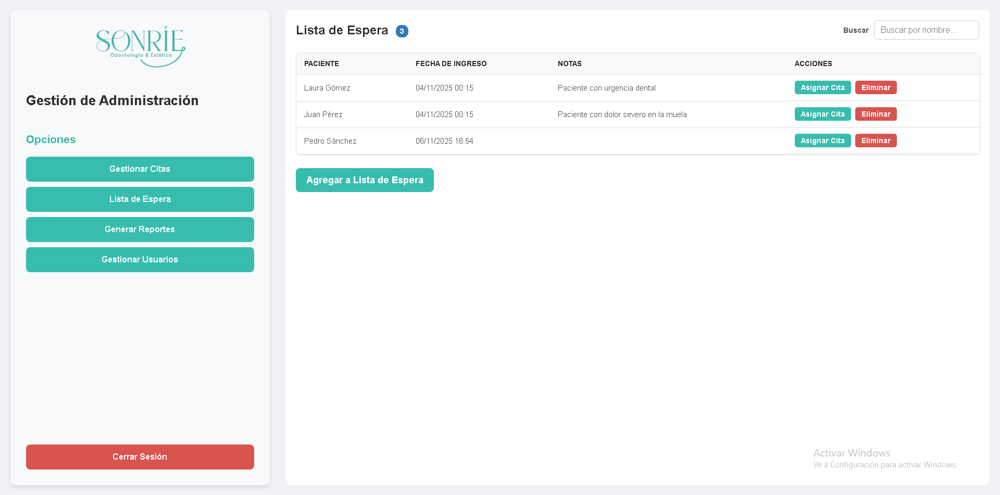 SONRÍE
Odontología & Estética
Gestión de Administración
Opciones
Gestionar Citas
Lista de Espera
Generar Reportes
Gestionar Usuarios
Cerrar Sesión
Lista de Espera 3
Buscar Buscar por nombre...
PACIENTE FECHA DE INGRESO NOTAS ACCIONES
Laura Gómez 04/11/2025 00:15 Paciente con urgencia dental Asignar Cita Eliminar
Juan Pérez 04/11/2025 00:15 Paciente con dolor severo en la muela Asignar Cita Eliminar
Pedro Sánchez 06/11/2025 16:54 Asignar Cita Eliminar
Agregar a Lista de Espera
Activar Windows
Ve a Configuración para activar Windows.